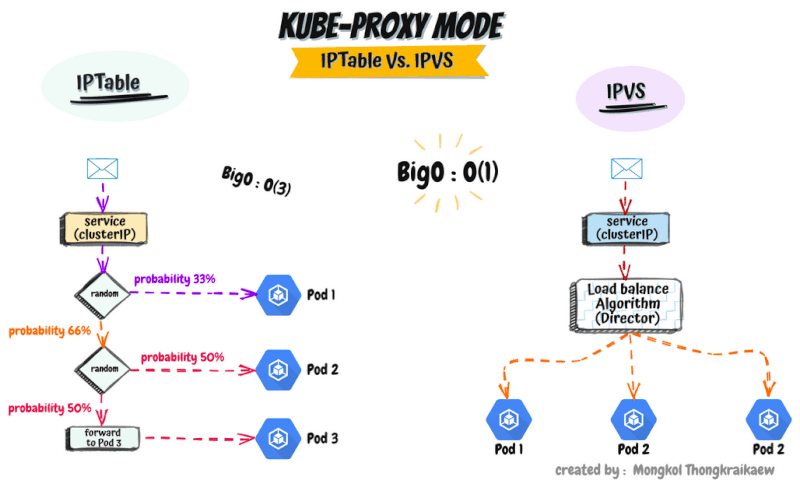 KUBE-PROXY MODE
IPTable Vs. IPVS
IPTable
IPVS
BigO : O(3)
BigO : O(1)
service
(clusterIP)
random
probability 33%
Pod 1
probability 66%
random
probability 50%
Pod 2
probability 50%
forward
to Pod 3
Pod 3
service
(clusterIP)
Load balance
Algorithm
(Director)
Pod 1
Pod 2
Pod 2
created by : Mongkol Thongkraikaew